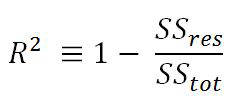 R² ≡ 1 − SS_res / SS_tot